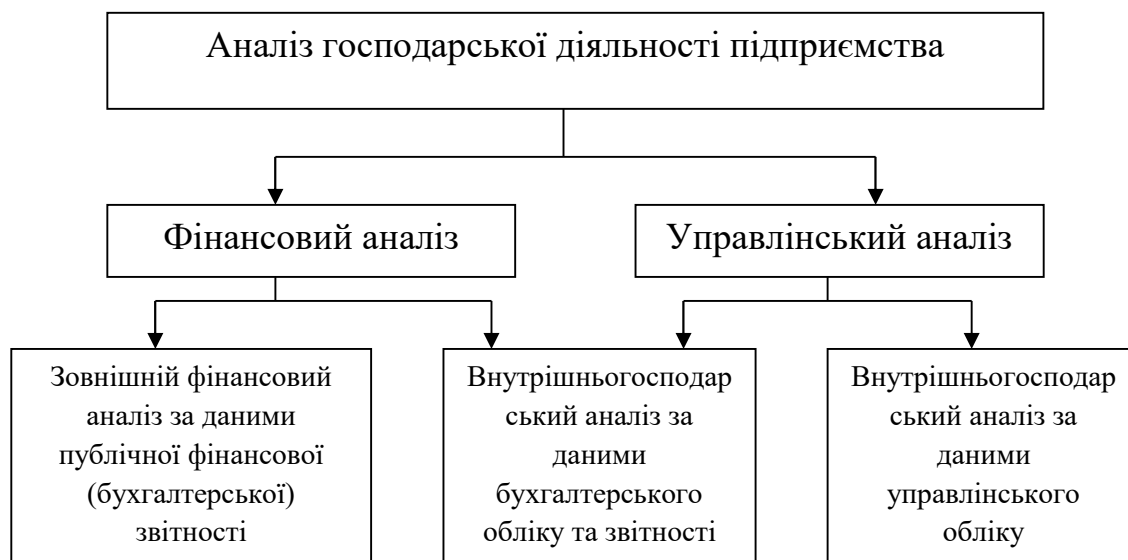 Аналіз господарської діяльності підприємства
Фінансовий аналіз
Управлінський аналіз
Зовнішній фінансовий
аналіз за даними
публічної фінансової
(бухгалтерської)
звітності
Внутрішньогосподар
ський аналіз за
даними
бухгалтерського
обліку та звітності
Внутрішньогосподар
ський аналіз за
даними
управлінського
обліку